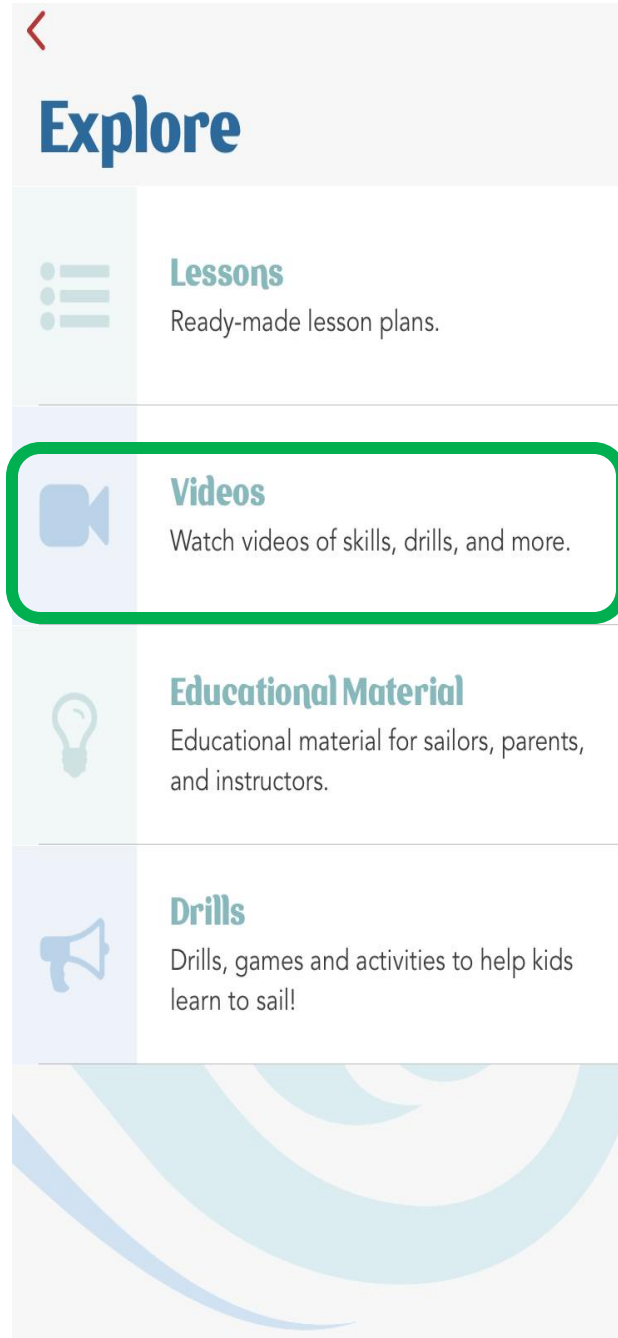 Explore
Lessons
Ready-made lesson plans.
Videos
Watch videos of skills, drills, and more.
Educational Material
Educational material for sailors, parents,
and instructors.
Drills
Drills, games and activities to help kids
learn to sail!